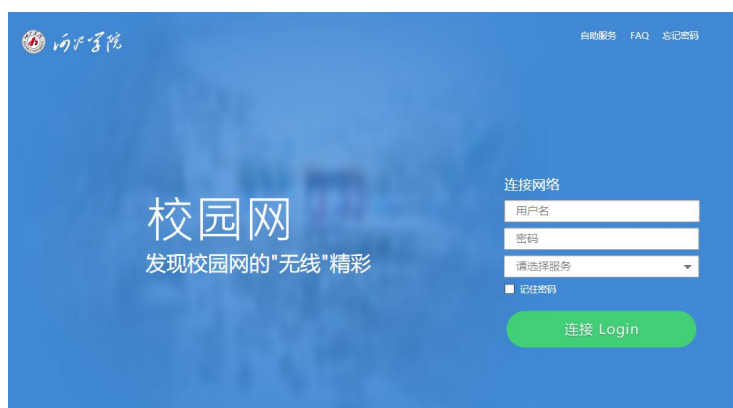 河池学院
自助服务 FAQ 忘记密码
连接网络
用户名
密码
请选择服务
记住密码
连接 Login
校园网
发现校园网的"无线"精彩